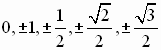 0, ±1, ±1/2, ±√2/2, ±√3/2